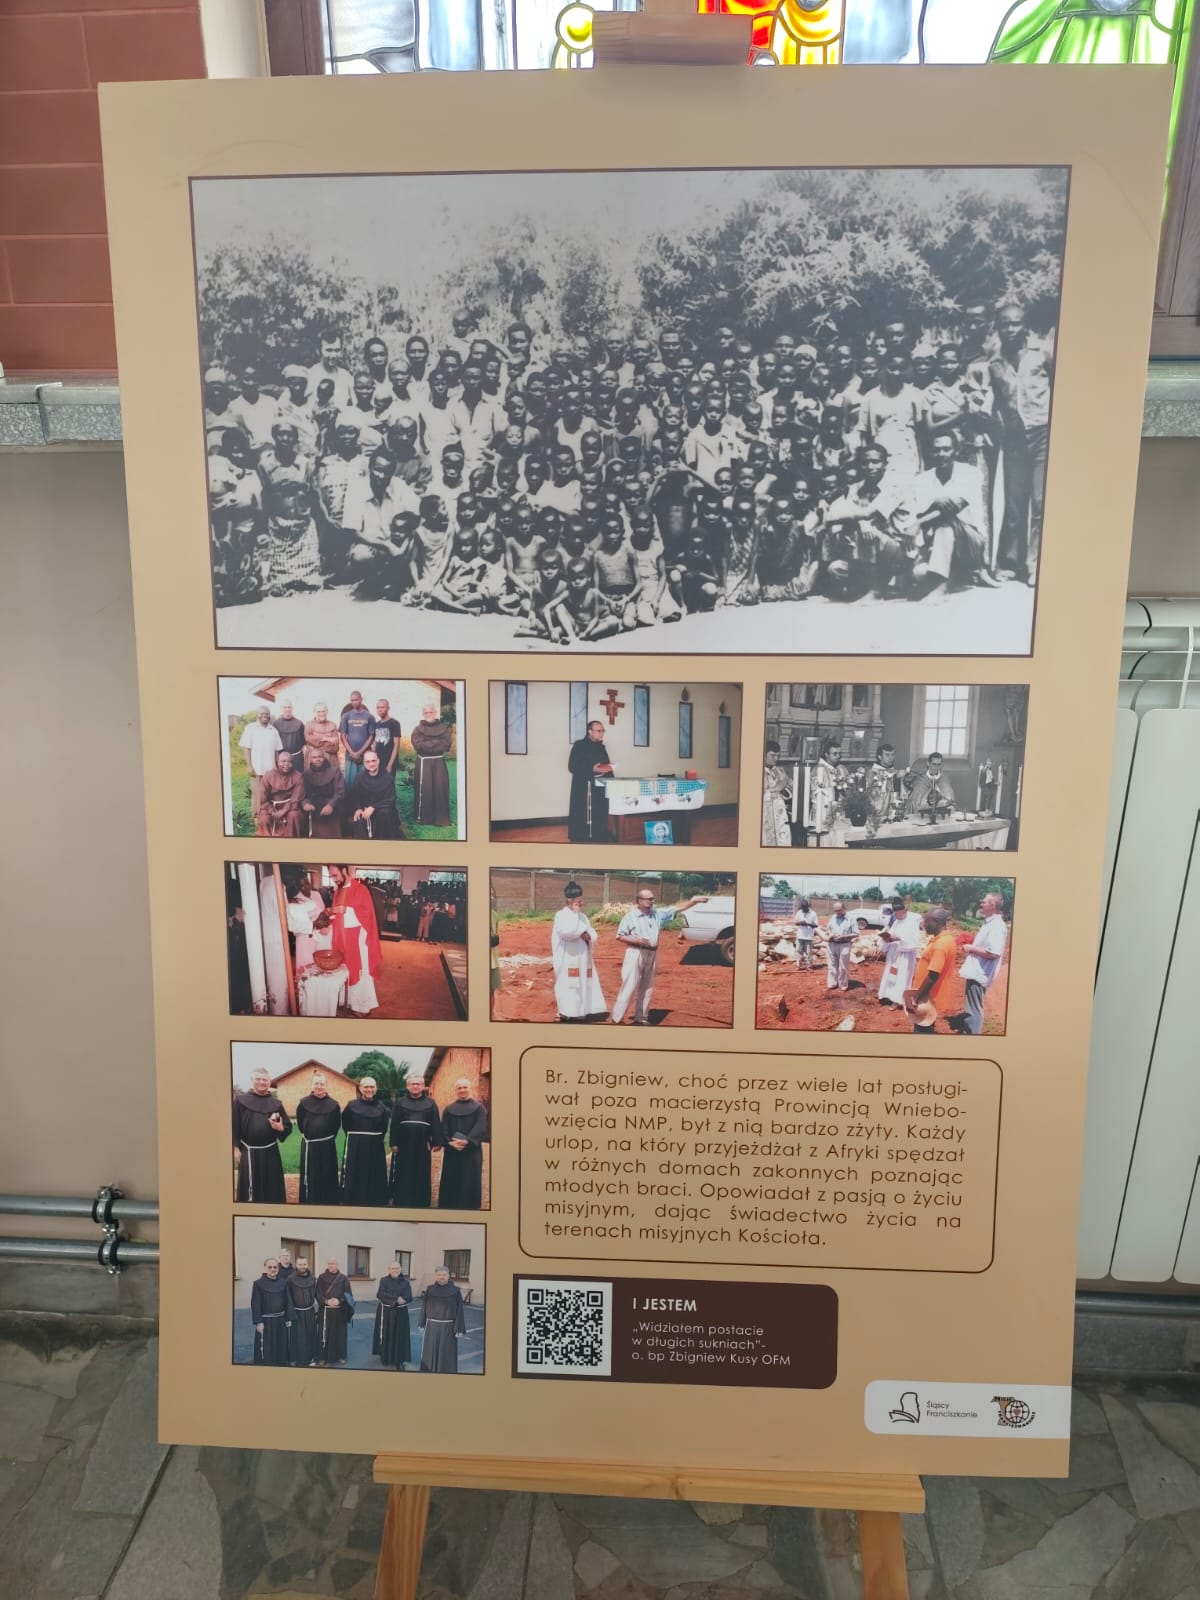 Br. Zbigniew, choć przez wiele lat posługi-
wał poza macierzystą Prowincją Wniebo-
wzięcia NMP, był z nią bardzo zżyty. Każdy
urlop, na który przyjeżdżał z Afryki spędzał
w różnych domach zakonnych poznając
młodych braci. Opowiadał z pasją o życiu
misyjnym, dając świadectwo życia na
terenach misyjnych Kościoła.
I JESTEM
„Widziałem postacie
w długich sukniach"-
o. bp Zbigniew Kusy OFM
Śląscy
Franciszkanie